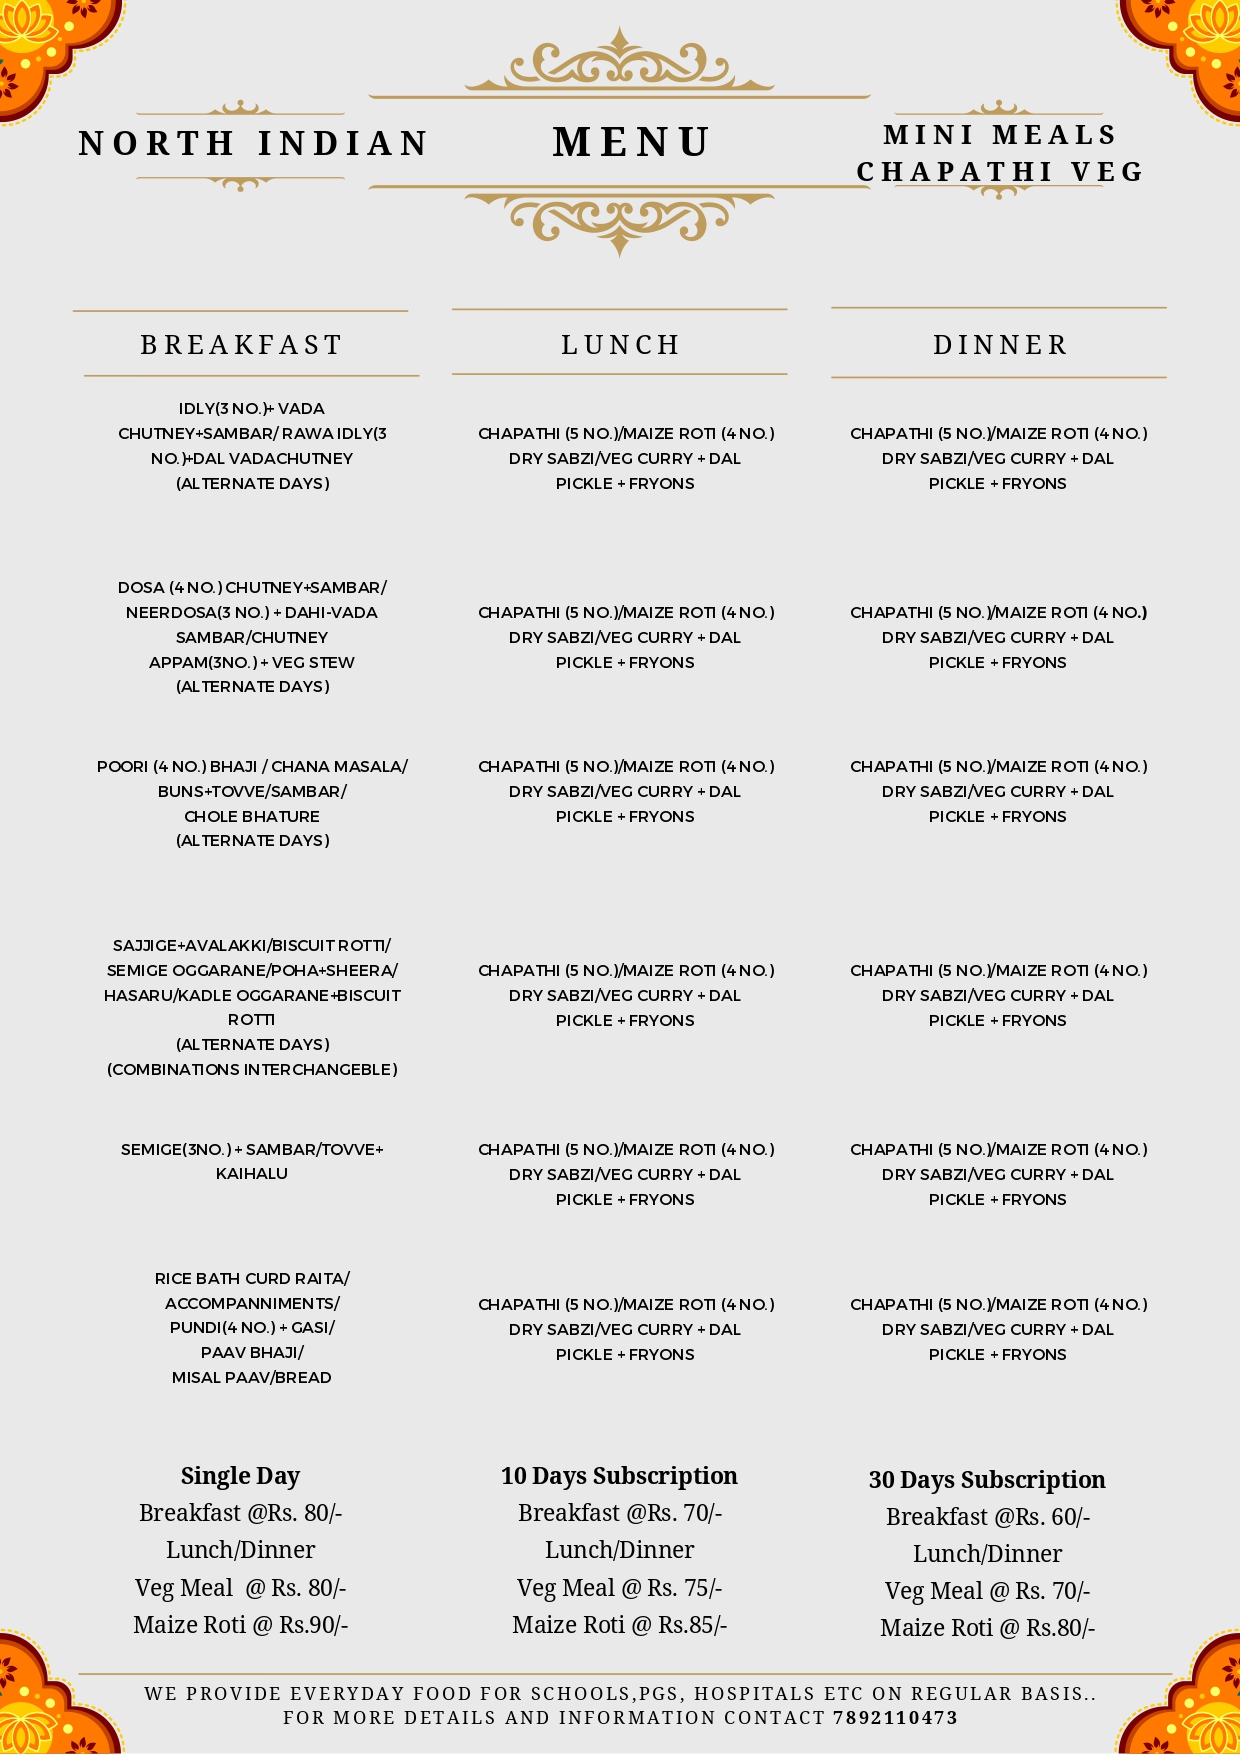 NORTH INDIAN
MENU
MINI MEALS
CHAPATHI VEG
BREAKFAST
LUNCH
DINNER
IDLY(3 NO.)+ VADA
CHUTNEY+SAMBAR/ RAWA IDLY(3
NO.)+DAL VADACHUTNEY
(ALTERNATE DAYS)
CHAPATHI (5 NO.)/MAIZE ROTI (4 NO.)
DRY SABZI/VEG CURRY + DAL
PICKLE + FRYONS
CHAPATHI (5 NO.)/MAIZE ROTI (4 NO.)
DRY SABZI/VEG CURRY + DAL
PICKLE + FRYONS
DOSA (4 NO.) CHUTNEY+SAMBAR/
NEERDOSA(3 NO.) + DAHI-VADA
SAMBAR/CHUTNEY
APPAM(3NO.) + VEG STEW
(ALTERNATE DAYS)
CHAPATHI (5 NO.)/MAIZE ROTI (4 NO.)
DRY SABZI/VEG CURRY + DAL
PICKLE + FRYONS
CHAPATHI (5 NO.)/MAIZE ROTI (4 NO.)
DRY SABZI/VEG CURRY + DAL
PICKLE + FRYONS
POORI (4 NO.) BHAJI / CHANA MASALA/
BUNS+TOVVE/SAMBAR/
CHOLE BHATURE
(ALTERNATE DAYS)
CHAPATHI (5 NO.)/MAIZE ROTI (4 NO.)
DRY SABZI/VEG CURRY + DAL
PICKLE + FRYONS
CHAPATHI (5 NO.)/MAIZE ROTI (4 NO.)
DRY SABZI/VEG CURRY + DAL
PICKLE + FRYONS
SAJJIGE+AVALAKKI/BISCUIT ROTTI/
SEMIGE OGGARANE/POHA+SHEERA/
HASARU/KADLE OGGARANE+BISCUIT
ROTTI
(ALTERNATE DAYS)
(COMBINATIONS INTERCHANGEBLE)
CHAPATHI (5 NO.)/MAIZE ROTI (4 NO.)
DRY SABZI/VEG CURRY + DAL
PICKLE + FRYONS
CHAPATHI (5 NO.)/MAIZE ROTI (4 NO.)
DRY SABZI/VEG CURRY + DAL
PICKLE + FRYONS
SEMIGE(3NO.) + SAMBAR/TOVVE+
KAIHALU
CHAPATHI (5 NO.)/MAIZE ROTI (4 NO.)
DRY SABZI/VEG CURRY + DAL
PICKLE + FRYONS
CHAPATHI (5 NO.)/MAIZE ROTI (4 NO.)
DRY SABZI/VEG CURRY + DAL
PICKLE + FRYONS
RICE BATH CURD RAITA/
ACCOMPANNIMENTS/
PUNDI(4 NO.) + GASI/
PAAV BHAJI/
MISAL PAAV/BREAD
CHAPATHI (5 NO.)/MAIZE ROTI (4 NO.)
DRY SABZI/VEG CURRY + DAL
PICKLE + FRYONS
CHAPATHI (5 NO.)/MAIZE ROTI (4 NO.)
DRY SABZI/VEG CURRY + DAL
PICKLE + FRYONS
Single Day
Breakfast @Rs. 80/-
Lunch/Dinner
Veg Meal @ Rs. 80/-
Maize Roti @ Rs.90/-
10 Days Subscription
Breakfast @Rs. 70/-
Lunch/Dinner
Veg Meal @ Rs. 75/-
Maize Roti @ Rs.85/-
30 Days Subscription
Breakfast @Rs. 60/-
Lunch/Dinner
Veg Meal @ Rs. 70/-
Maize Roti @ Rs.80/-
WE PROVIDE EVERYDAY FOOD FOR SCHOOLS,PGS, HOSPITALS ETC ON REGULAR BASIS..
FOR MORE DETAILS AND INFORMATION CONTACT 7892110473